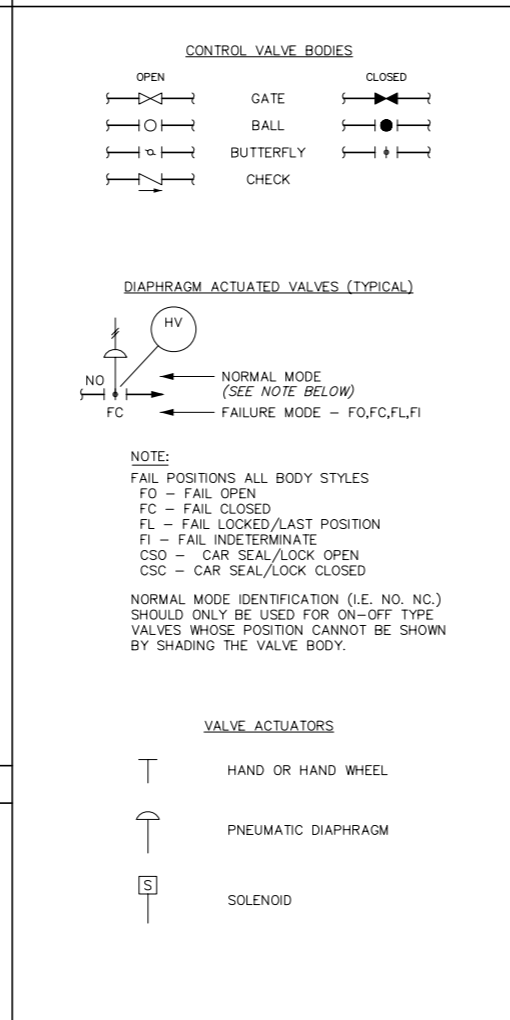 CONTROL VALVE BODIES
OPEN CLOSED
GATE
BALL
BUTTERFLY
CHECK
DIAPHRAGM ACTUATED VALVES (TYPICAL)
HV
NO
NORMAL MODE
(SEE NOTE BELOW)
FC
FAILURE MODE – FO,FC,FL,FI
NOTE:
FAIL POSITIONS ALL BODY STYLES
FO – FAIL OPEN
FC – FAIL CLOSED
FL – FAIL LOCKED/LAST POSITION
FI – FAIL INDETERMINATE
CSO – CAR SEAL/LOCK OPEN
CSC – CAR SEAL/LOCK CLOSED
NORMAL MODE IDENTIFICATION (I.E. NO. NC.)
SHOULD ONLY BE USED FOR ON–OFF TYPE
VALVES WHOSE POSITION CANNOT BE SHOWN
BY SHADING THE VALVE BODY.
VALVE ACTUATORS
HAND OR HAND WHEEL
PNEUMATIC DIAPHRAGM
S
SOLENOID